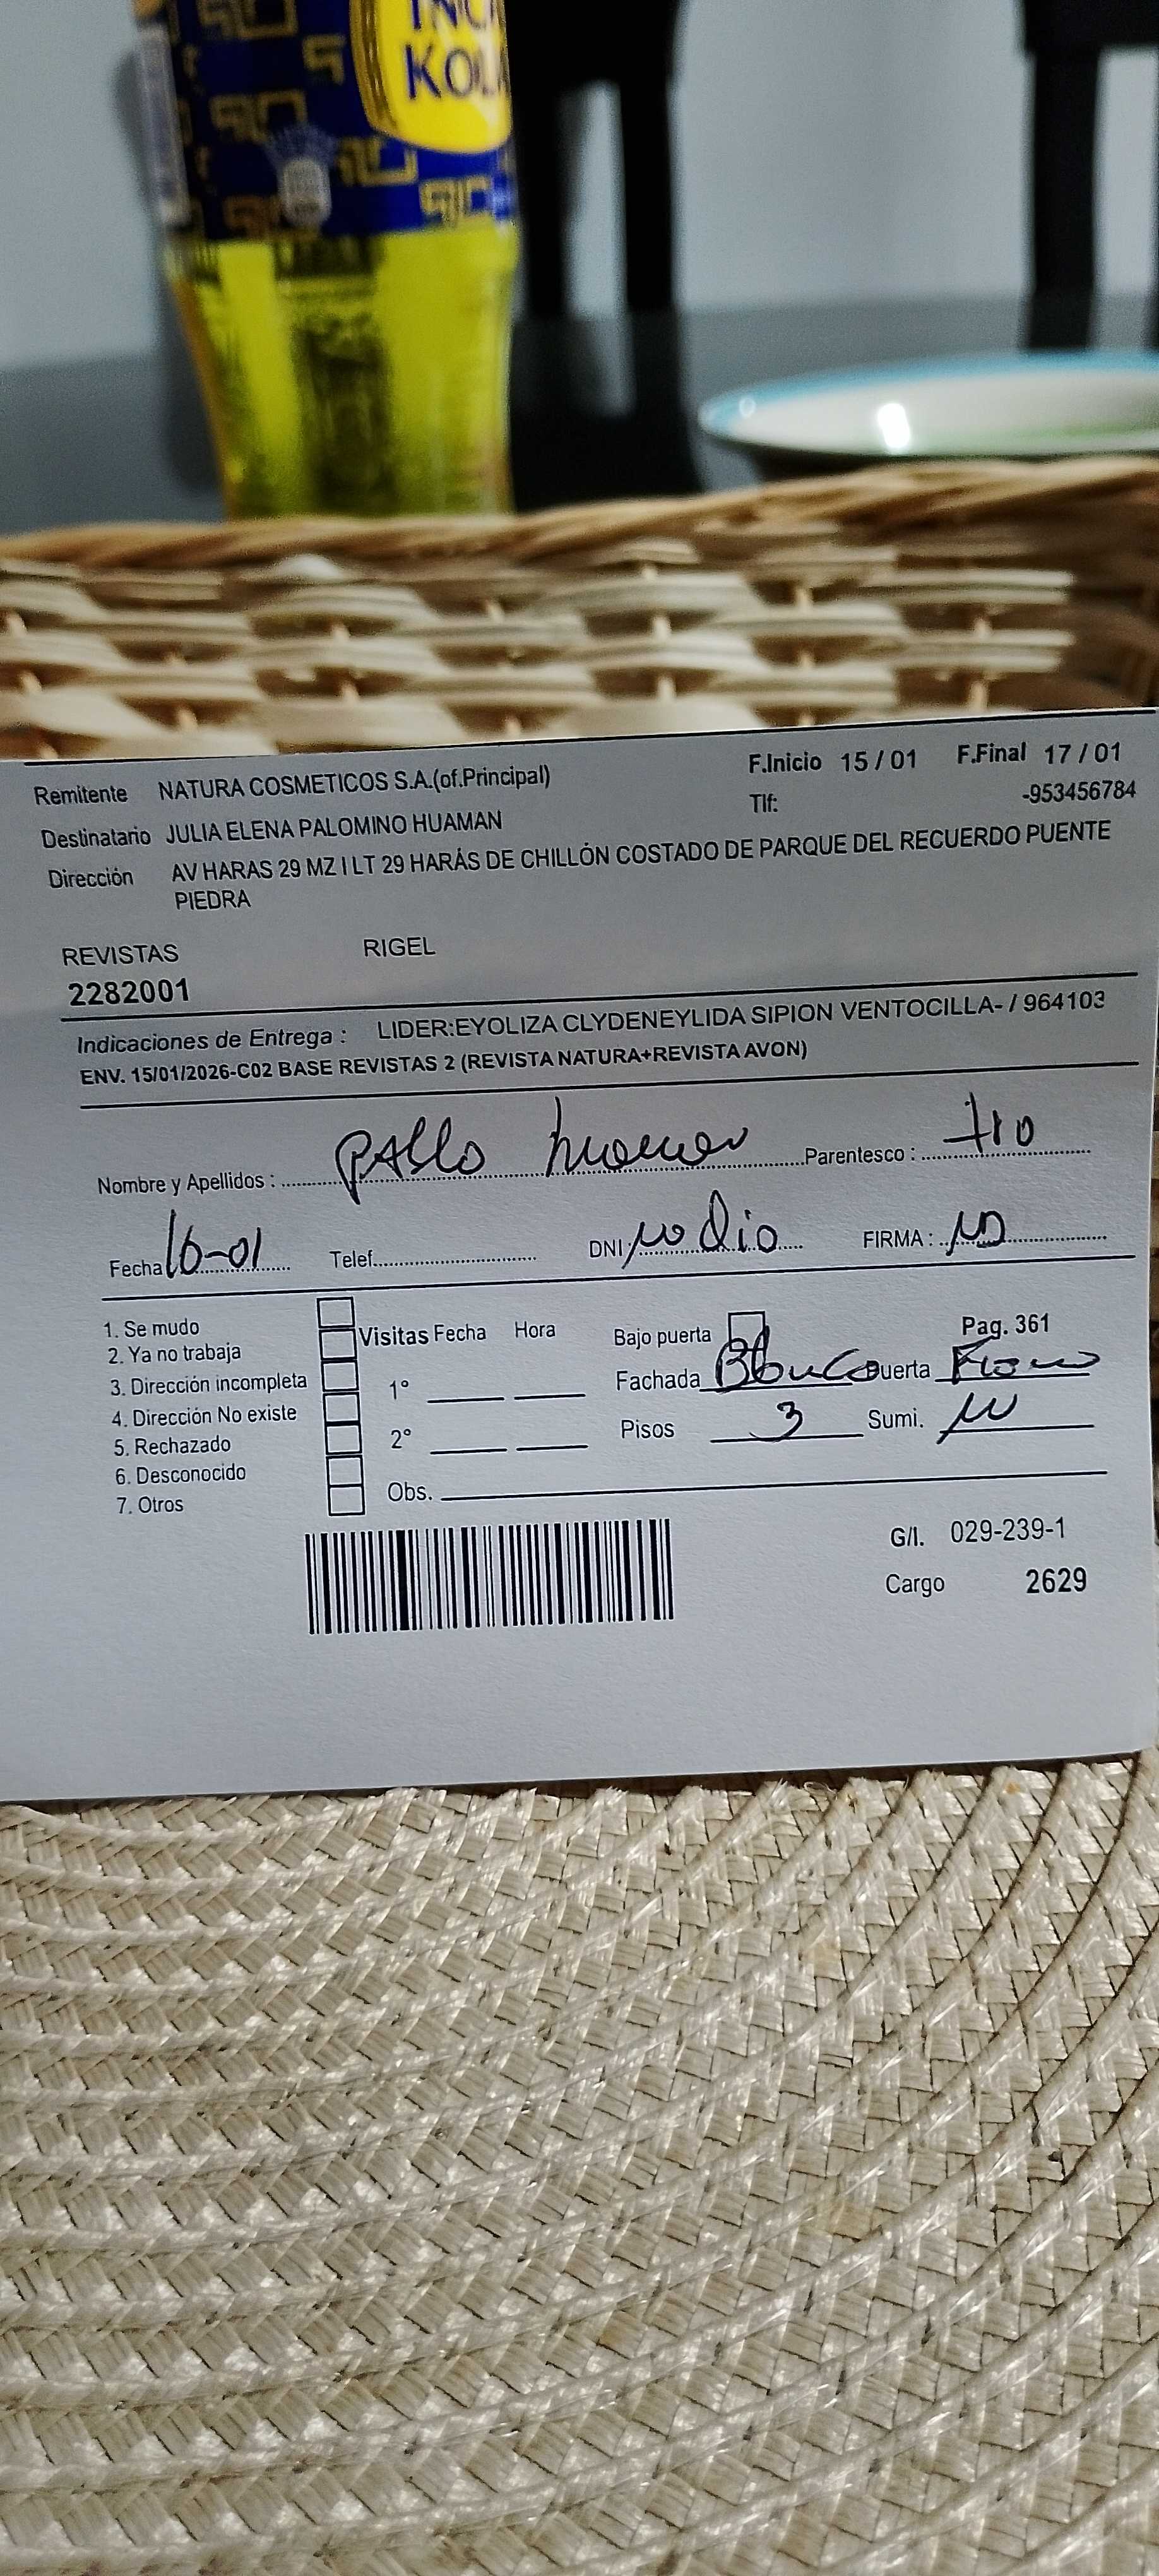 INCA
KOLA
Remitente NATURA COSMETICOS S.A.(of.Principal) F.Inicio 15 / 01 F.Final 17 / 01
Tlf: -953456784
Destinatario JULIA ELENA PALOMINO HUAMAN
Dirección AV HARAS 29 MZ I LT 29 HARÁS DE CHILLÓN COSTADO DE PARQUE DEL RECUERDO PUENTE
PIEDRA
REVISTAS RIGEL
2282001
Indicaciones de Entrega : LIDER:EYOLIZA CLYDENEYLIDA SIPION VENTOCILLA- / 964103
ENV. 15/01/2026-C02 BASE REVISTAS 2 (REVISTA NATURA+REVISTA AVON)
Nombre y Apellidos : pablo huaman Parentesco : tio
Fecha 16-01 Telef. DNI: no dio FIRMA : ND
1. Se mudo
2. Ya no trabaja
3. Dirección incompleta
4. Dirección No existe
5. Rechazado
6. Desconocido
7. Otros
Visitas Fecha Hora
1°
2°
Obs.
Bajo puerta Pag. 361
Fachada Blanco Puerta
Pisos 3 Sumi.
G/I. 029-239-1
Cargo 2629